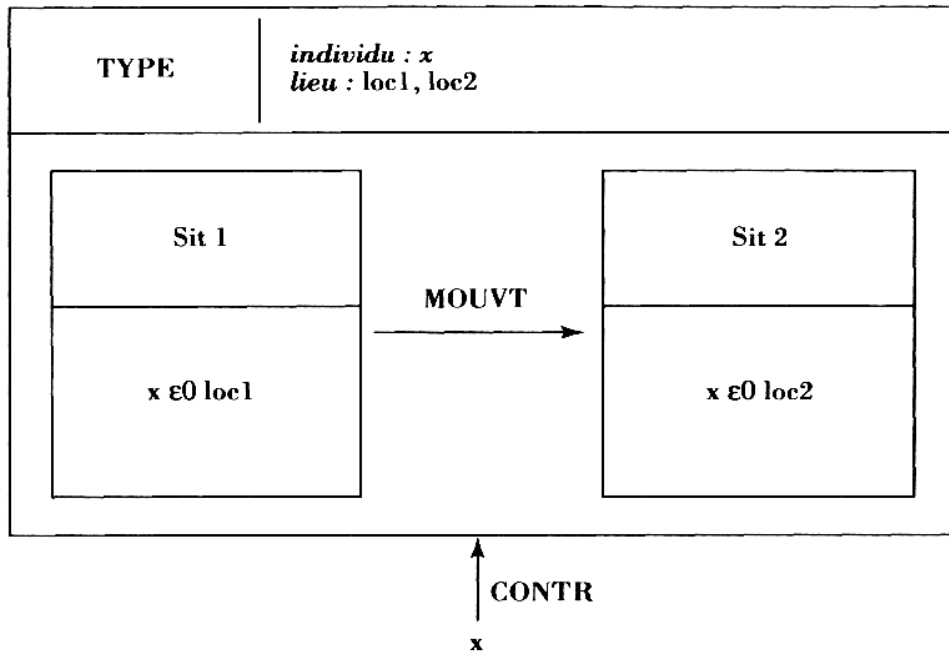 TYPE
individu : x
lieu : loc1, loc2
Sit 1
MOUVT
Sit 2
x ε0 loc1
x ε0 loc2
CONTR
x